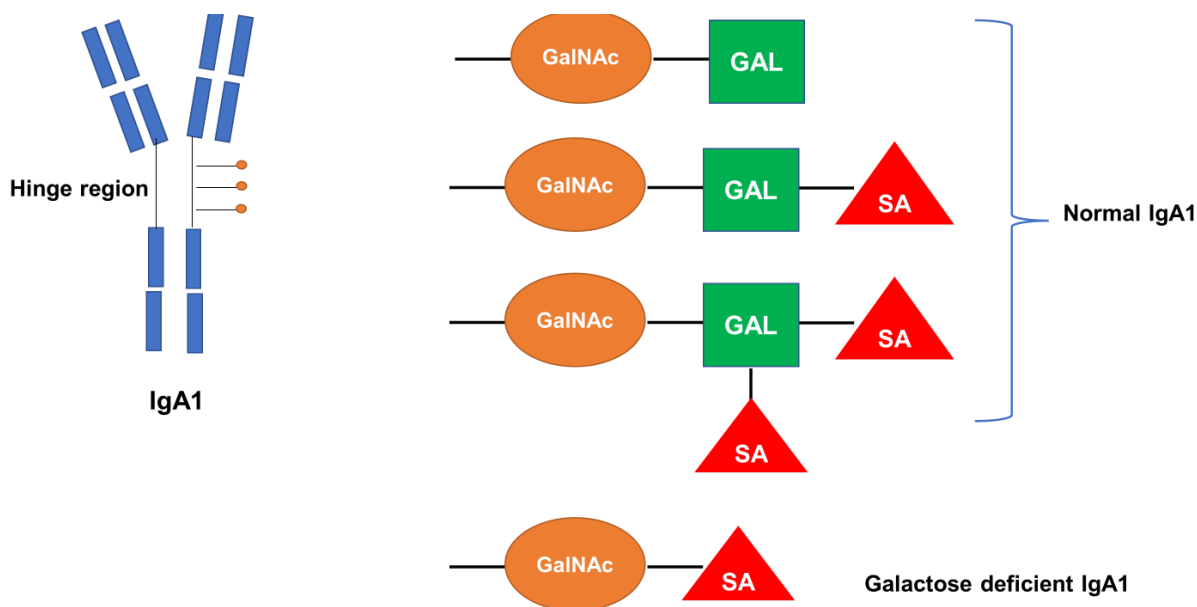 Hinge region
IgA1
GalNAc GAL
GalNAc GAL SA
GalNAc GAL SA
SA
Normal IgA1
GalNAc SA
Galactose deficient IgA1